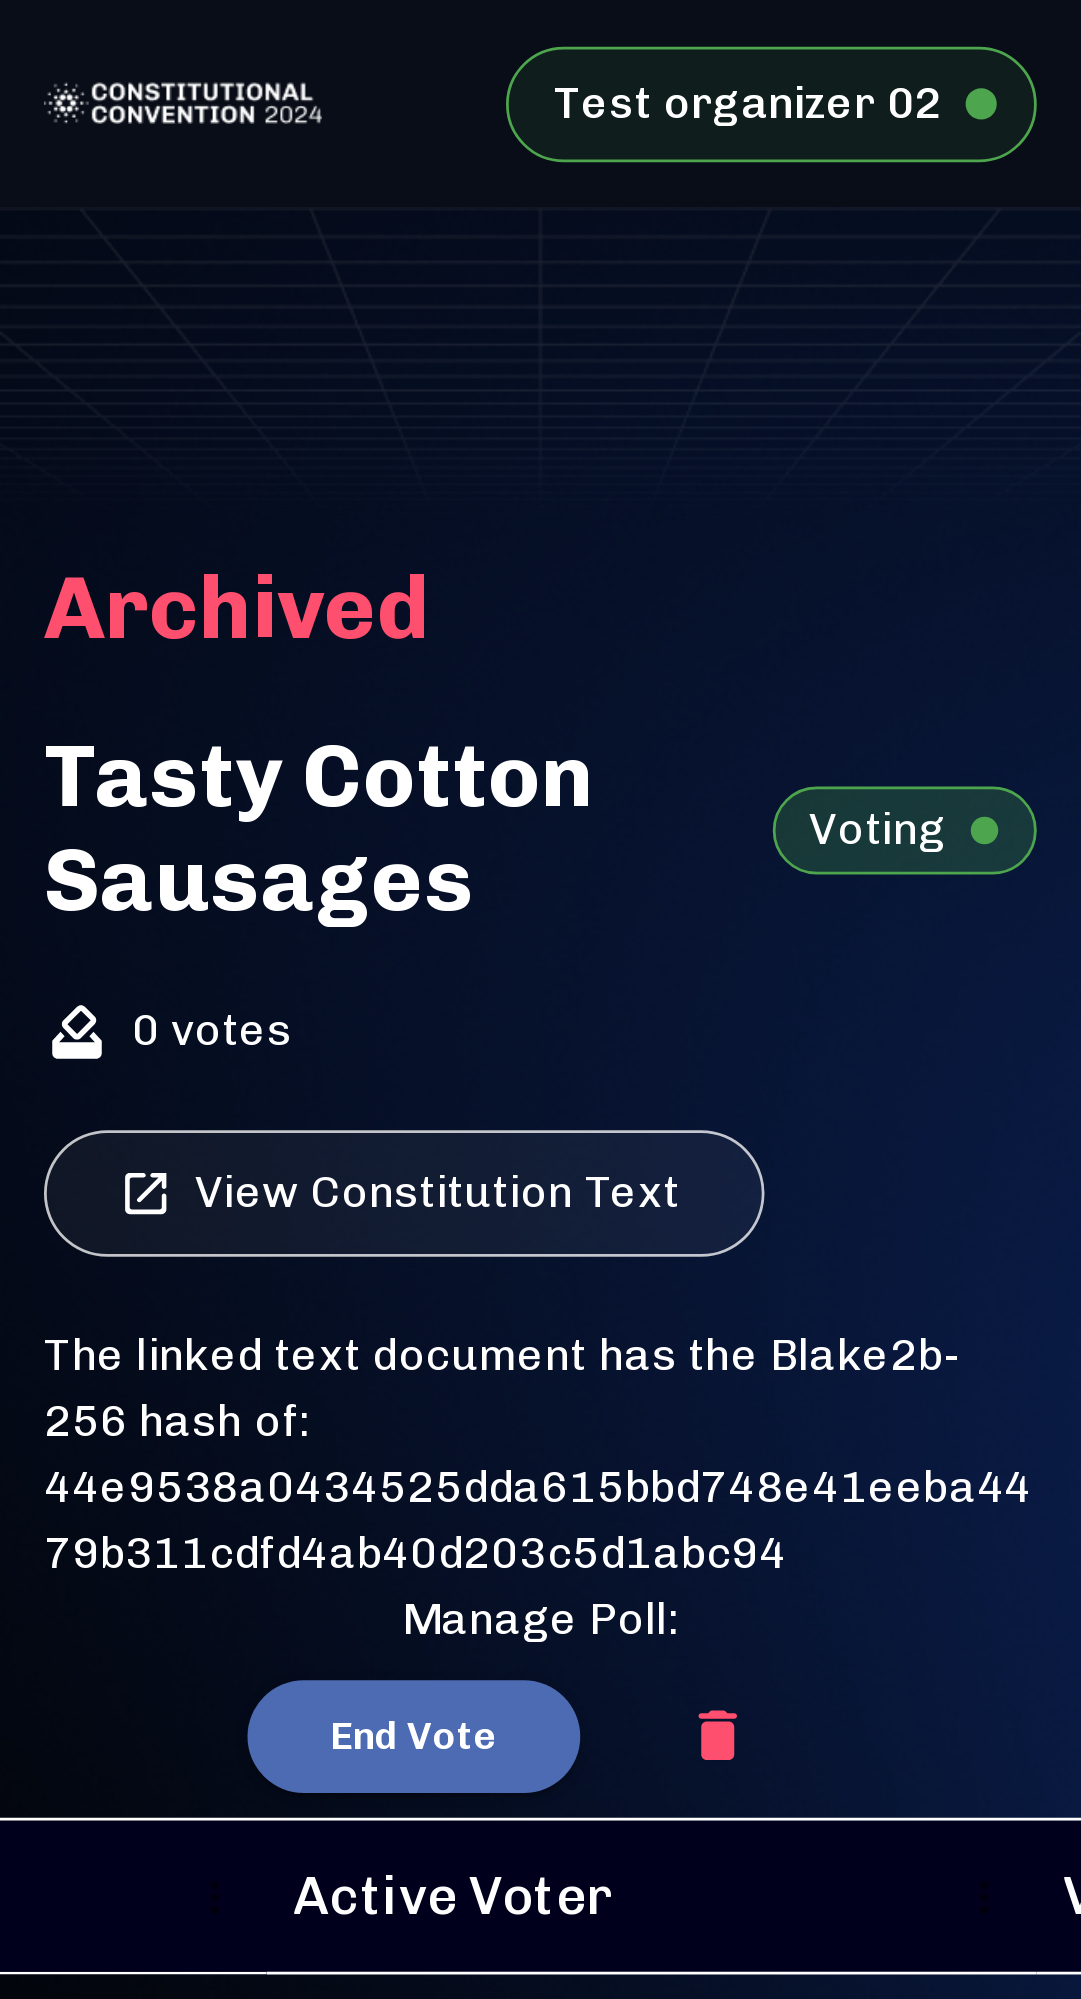 CONSTITUTIONAL
CONVENTION 2024
Test organizer 02
Archived
Tasty Cotton
Sausages
Voting
0 votes
View Constitution Text
The linked text document has the Blake2b-
256 hash of:
44e9538a0434525dda615bbd748e41eeba44
79b311cdfd4ab40d203c5d1abc94
Manage Poll:
End Vote
Active Voter